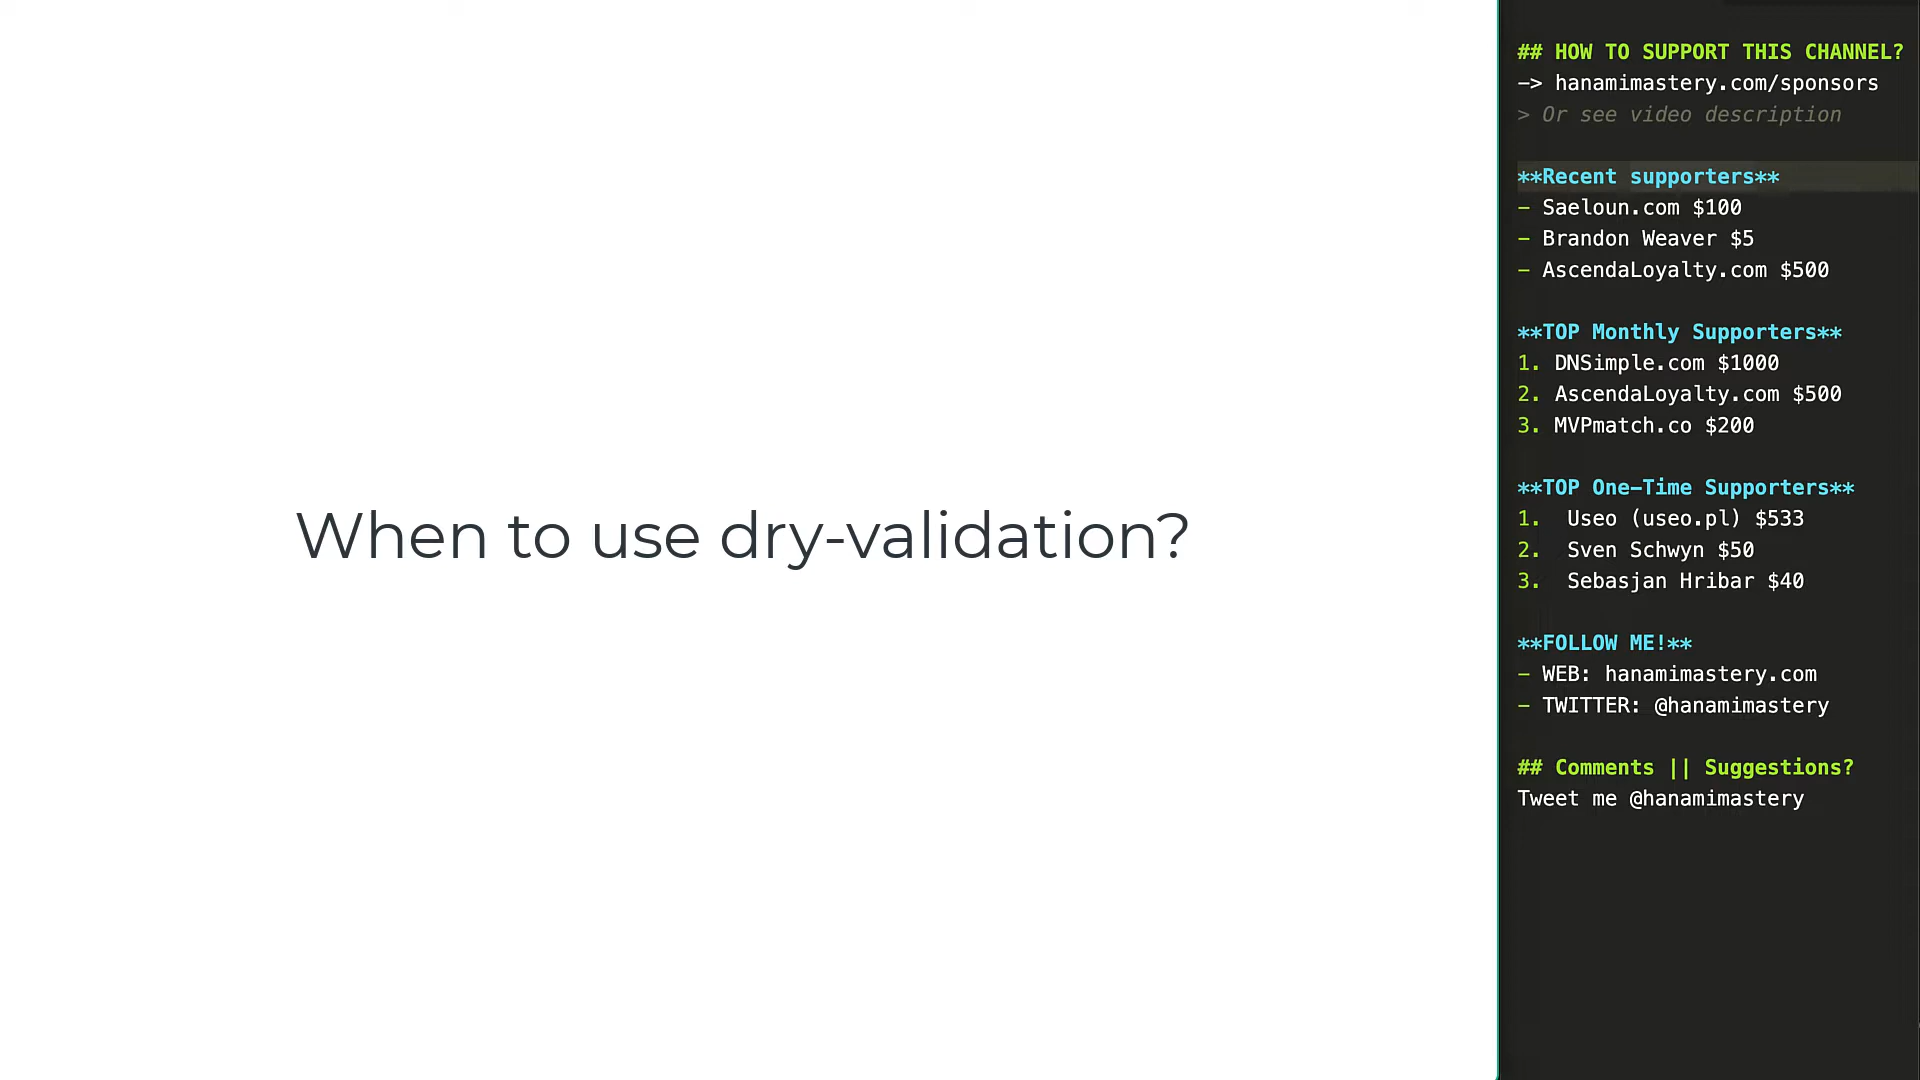 When to use dry-validation?
## HOW TO SUPPORT THIS CHANNEL?
—> hanamimastery.com/sponsors
> Or see video description
**Recent supporters**
- Saeloun.com $100
- Brandon Weaver $5
- AscendaLoyalty.com $500
**TOP Monthly Supporters**
1. DNSimple.com $1000
2. AscendaLoyalty.com $500
3. MVPmatch.co $200
**TOP One-Time Supporters**
1. Useo (useo.pl) $533
2. Sven Schwyn $50
3. Sebasjan Hribar $40
**FOLLOW ME!**
- WEB: hanamimastery.com
- TWITTER: @hanamimastery
## Comments || Suggestions?
Tweet me @hanamimastery